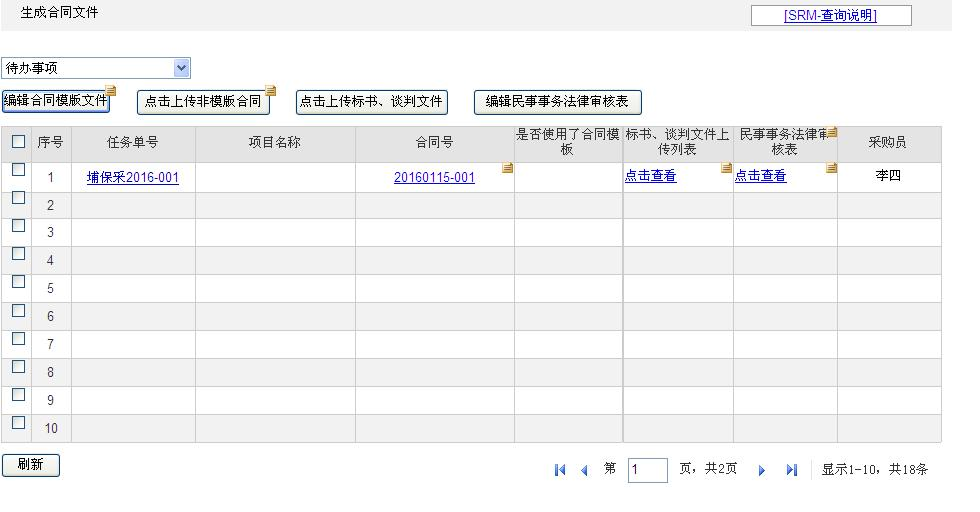 生成合同文件
[SRM-查询说明]
待办事项
编辑合同模版文件 点击上传非模版合同 点击上传标书、谈判文件 编辑民事事务法律审核表
序号 任务单号 项目名称 合同号 是否使用了合同模板 标书、谈判文件上传列表 民事事务法律审核表 采购员
1 埔保采2016-001 20160115-001 点击查看 点击查看 李四
2
3
4
5
6
7
8
9
10
刷新
第 1 页，共2页 显示1-10，共18条